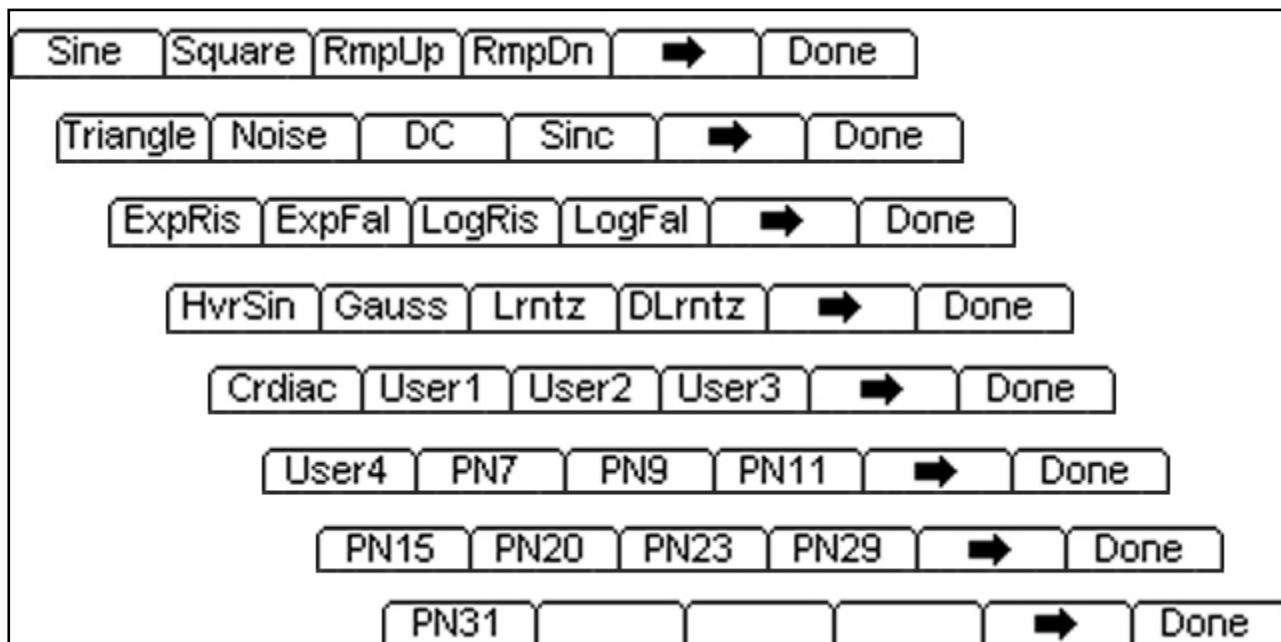 Sine Square RmpUp RmpDn ➡ Done
Triangle Noise DC Sinc ➡ Done
ExpRis ExpFal LogRis LogFal ➡ Done
HvrSin Gauss Lrntz DLrntz ➡ Done
Crdiac User1 User2 User3 ➡ Done
User4 PN7 PN9 PN11 ➡ Done
PN15 PN20 PN23 PN29 ➡ Done
PN31 ➡ Done